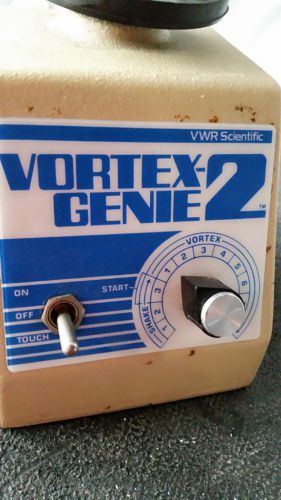 VWR Scientific
VORTEX-
GENIE 2 ™
VORTEX
1 2 3 4 5 6
START
SHAKE
1 2 3
ON
OFF
TOUCH